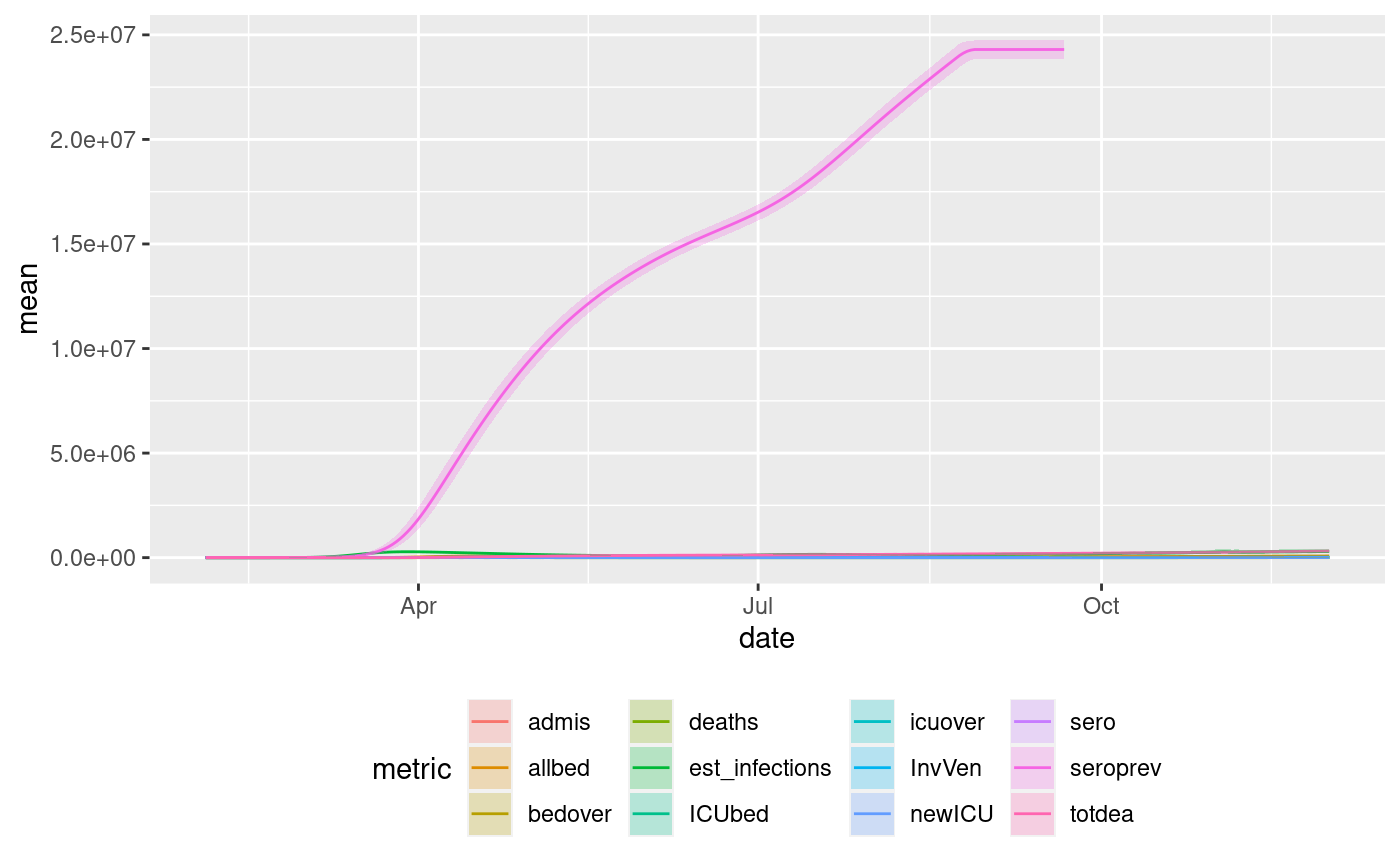 2.5e+07
2.0e+07
1.5e+07
1.0e+07
5.0e+06
0.0e+00
mean
Apr Jul Oct
date
metric
admis deaths icuover sero
allbed est_infections InvVen seroprev
bedover ICUbed newICU totdea